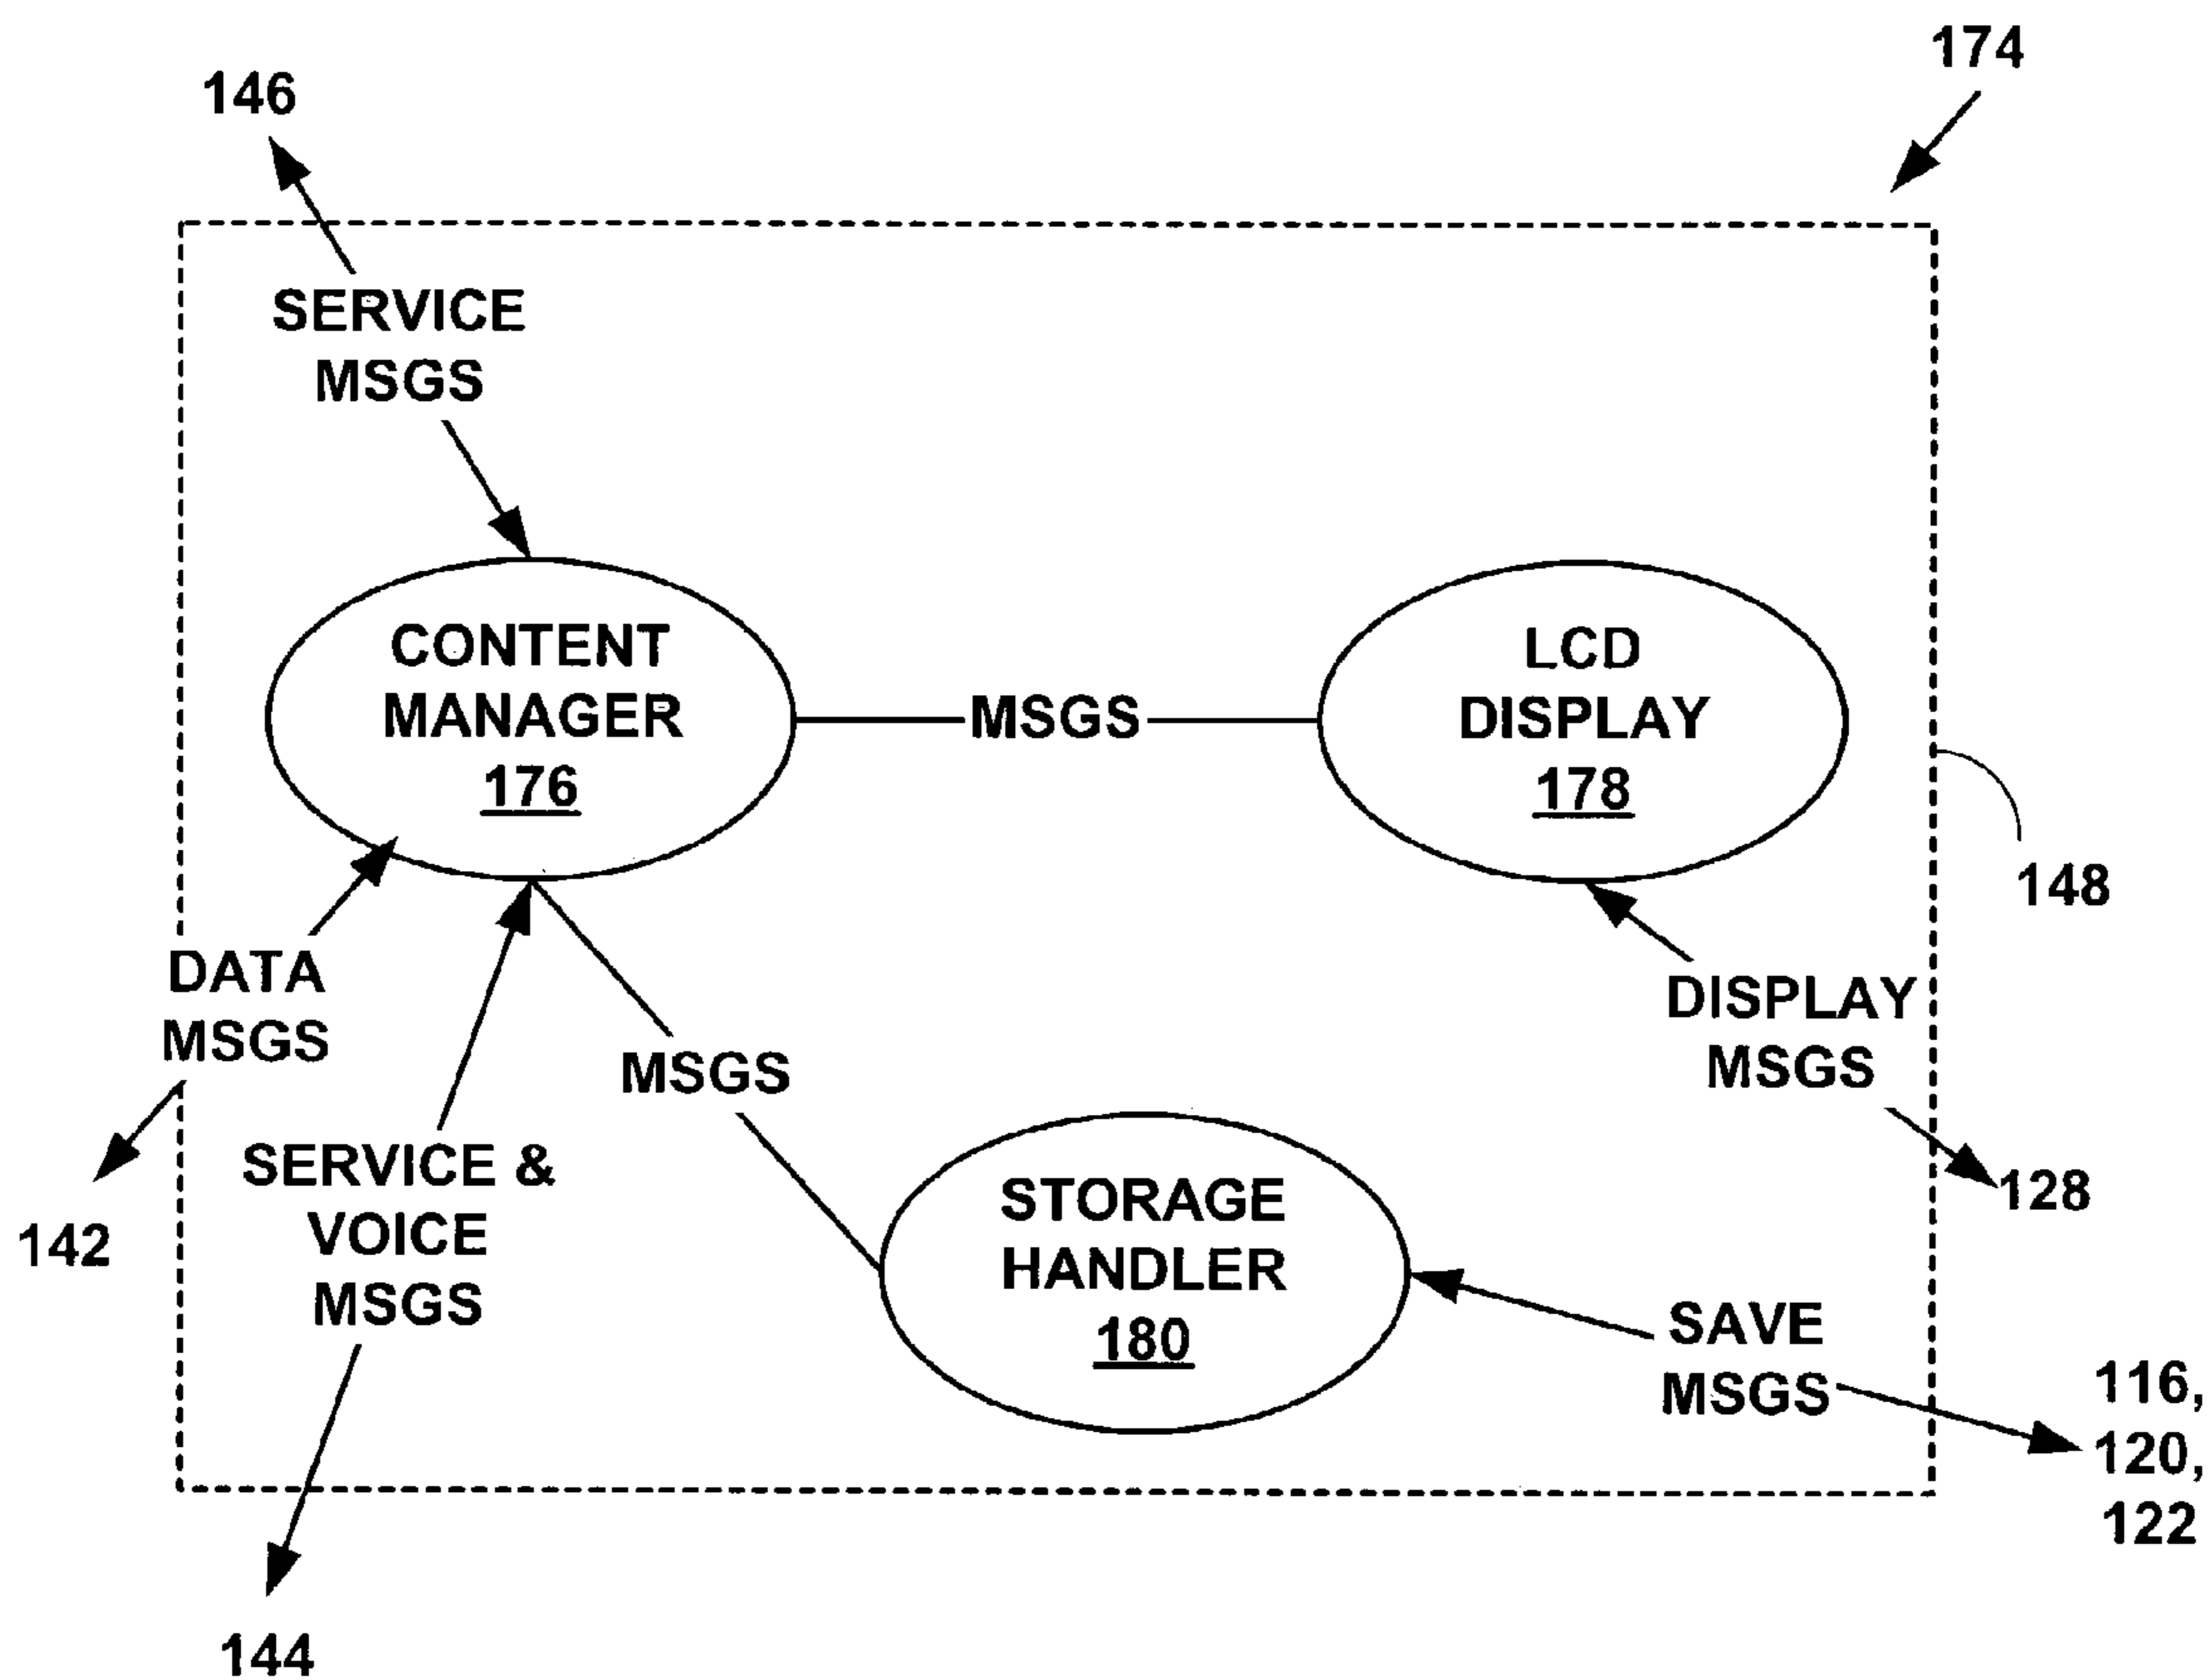 174
146
SERVICE
MSGS
CONTENT
MANAGER
176
MSGS
LCD
DISPLAY
178
148
DATA
MSGS
142
SERVICE &
VOICE
MSGS
144
MSGS
STORAGE
HANDLER
180
DISPLAY
MSGS
128
SAVE
MSGS
116,
120,
122